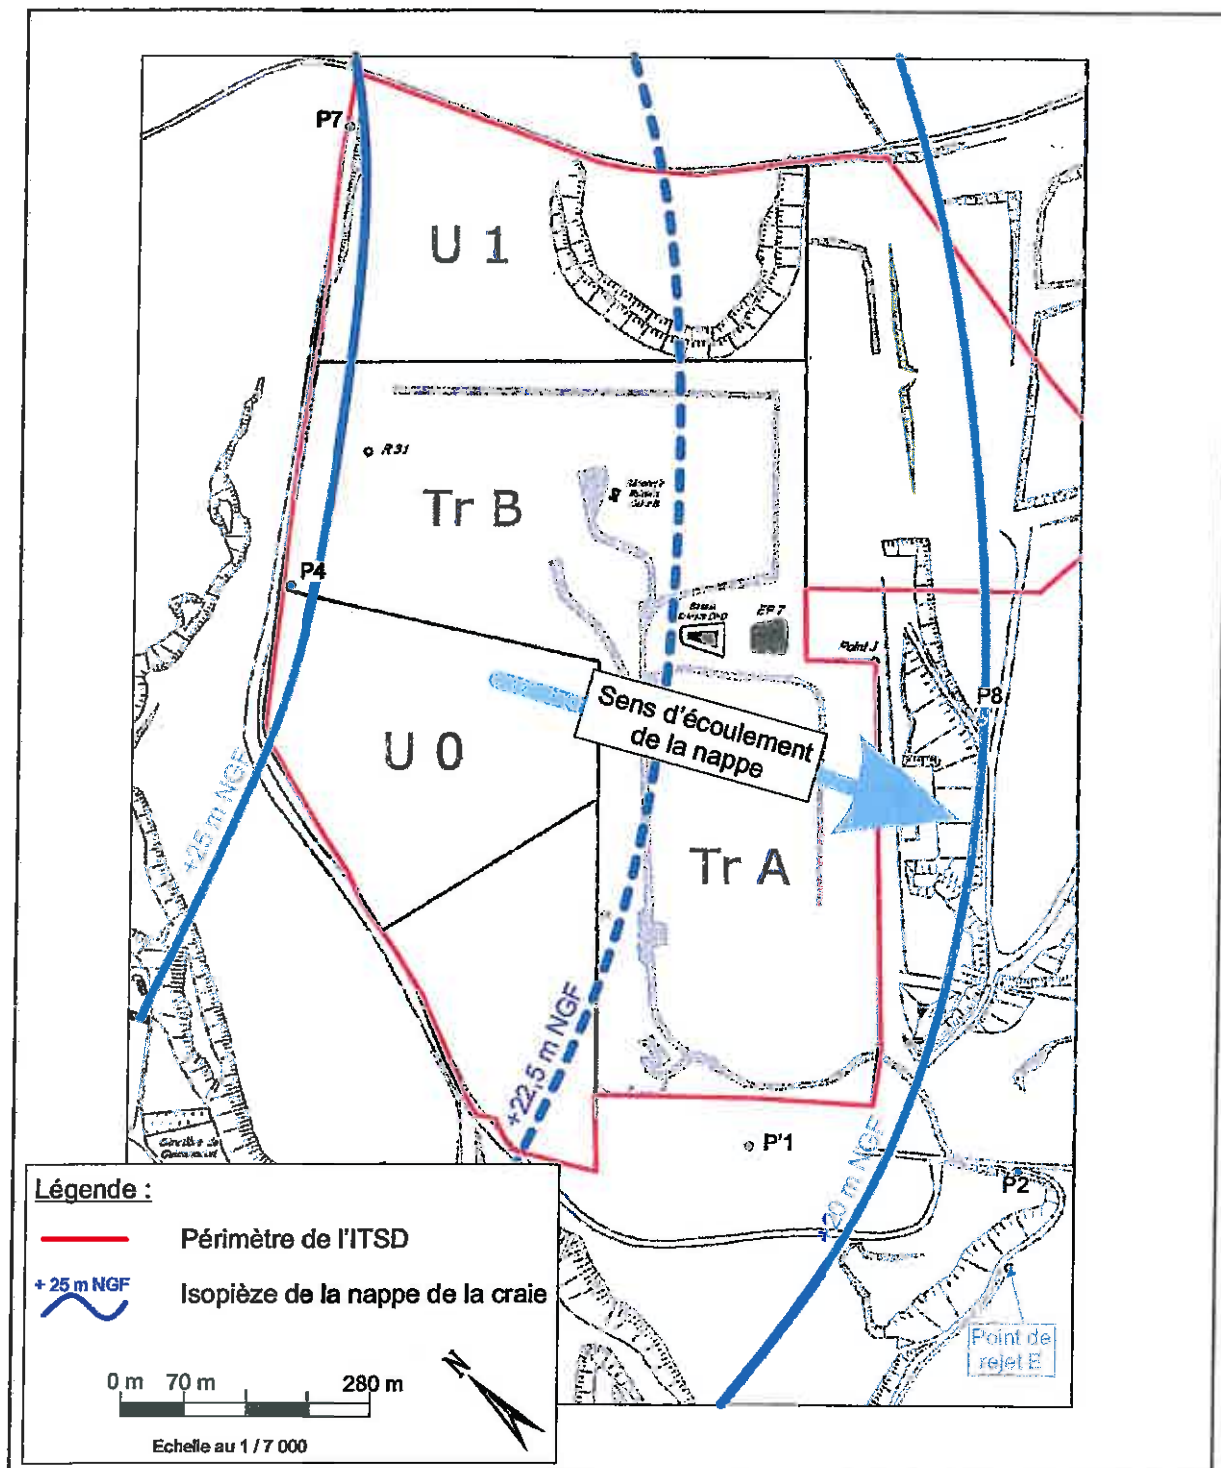 P7
U 1
R31
Tr B
P4
EP 7
Point J
Sens d'écoulement
de la nappe
P8
U 0
+25 m NGF
Tr A
+22,5 m NGF
P'1
P2
+20 m NGF
Point de
rejet E
Légende :
Périmètre de l'ITSD
+ 25 m NGF
Isopièze de la nappe de la craie
N
0 m 70 m 280 m
Echelle au 1 / 7 000